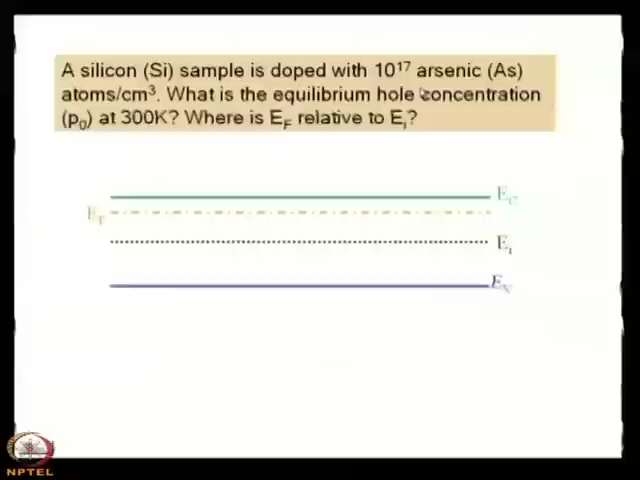 A silicon (Si) sample is doped with 10¹⁷ arsenic (As)
atoms/cm³. What is the equilibrium hole concentration
(p₀) at 300K? Where is E_F relative to E_i?
E_C
E_F
E_i
E_V
NPTEL